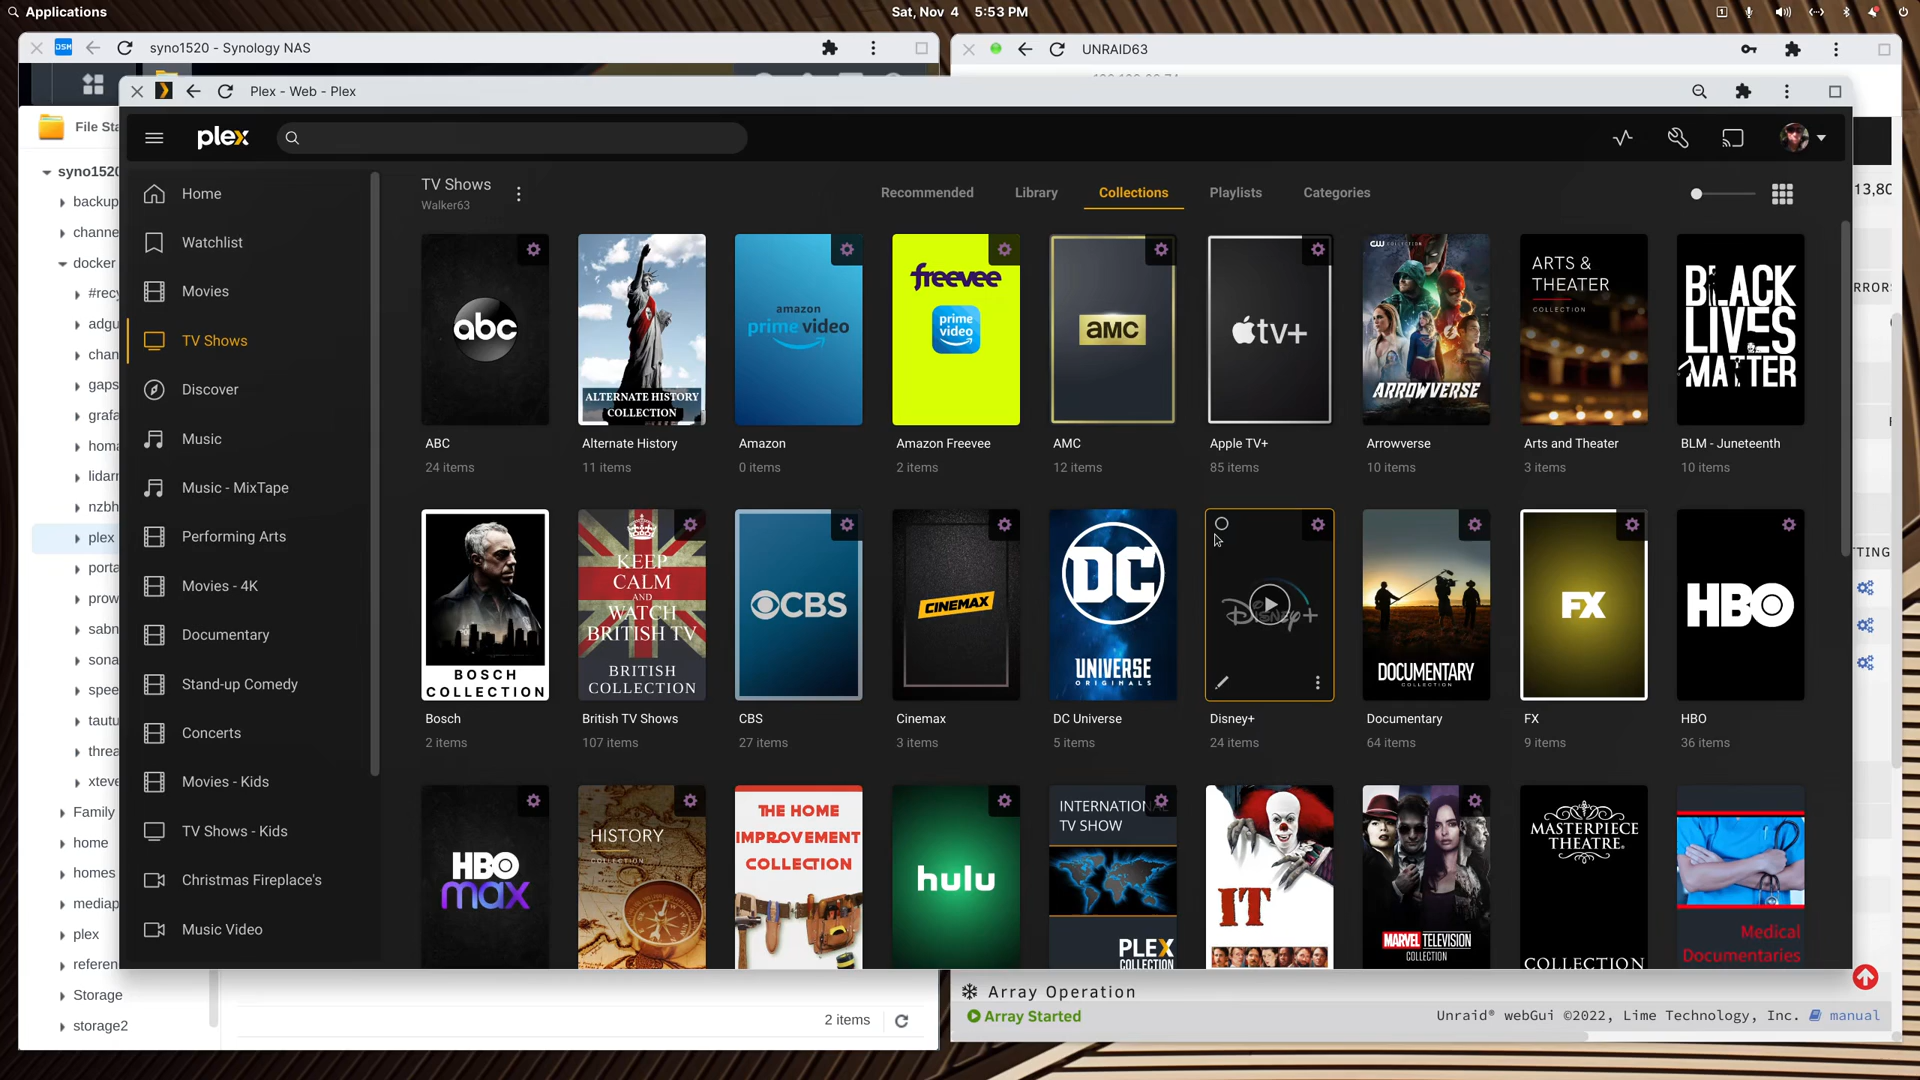 Applications
Sat, Nov 4 5:53 PM
syno1520 - Synology NAS
UNRAID63
Plex - Web - Plex
plex
File Sta
syno1520
backup
channe
docker
#recy
adgu
chan
gaps
grafa
homa
lidarr
nzbh
plex
porta
prow
sabn
sona
spee
tautu
threa
xteve
Family
home
homes
mediap
plex
referen
Storage
storage2
Home
Watchlist
Movies
TV Shows
Discover
Music
Music - MixTape
Performing Arts
Movies - 4K
Documentary
Stand-up Comedy
Concerts
Movies - Kids
TV Shows - Kids
Christmas Fireplace's
Music Video
TV Shows
Walker63
Recommended
Library
Collections
Playlists
Categories
abc
ALTERNATE HISTORY
COLLECTION
amazon
prime video
freevee
prime
video
amc
tv+
CW COLLECTION
ARROWVERSE
ARTS &
THEATER
COLLECTION
BLACK
LIVES
MATTER
ABC
24 items
Alternate History
11 items
Amazon
0 items
Amazon Freevee
2 items
AMC
12 items
Apple TV+
85 items
Arrowverse
10 items
Arts and Theater
3 items
BLM - Juneteenth
10 items
BOSCH
COLLECTION
KEEP
CALM
AND
WATCH
BRITISH TV
BRITISH
COLLECTION
CBS
CINEMAX
DC
UNIVERSE
ORIGINALS
Disney+
DOCUMENTARY
COLLECTION
FX
HBO
Bosch
2 items
British TV Shows
107 items
CBS
27 items
Cinemax
3 items
DC Universe
5 items
Disney+
24 items
Documentary
64 items
FX
9 items
HBO
36 items
HBO
max
HISTORY
COLLECTION
THE HOME
IMPROVEMENT
COLLECTION
hulu
INTERNATIONAL
TV SHOW
PLEX
COLLECTION
IT
MARVEL TELEVISION
COLLECTION
MASTERPIECE
THEATRE
COLLECTION
Medical
Documentaries
13,80
RRORS
TTING
2 items
Array Operation
Array Started
Unraid® webGui ©2022, Lime Technology, Inc.
manual